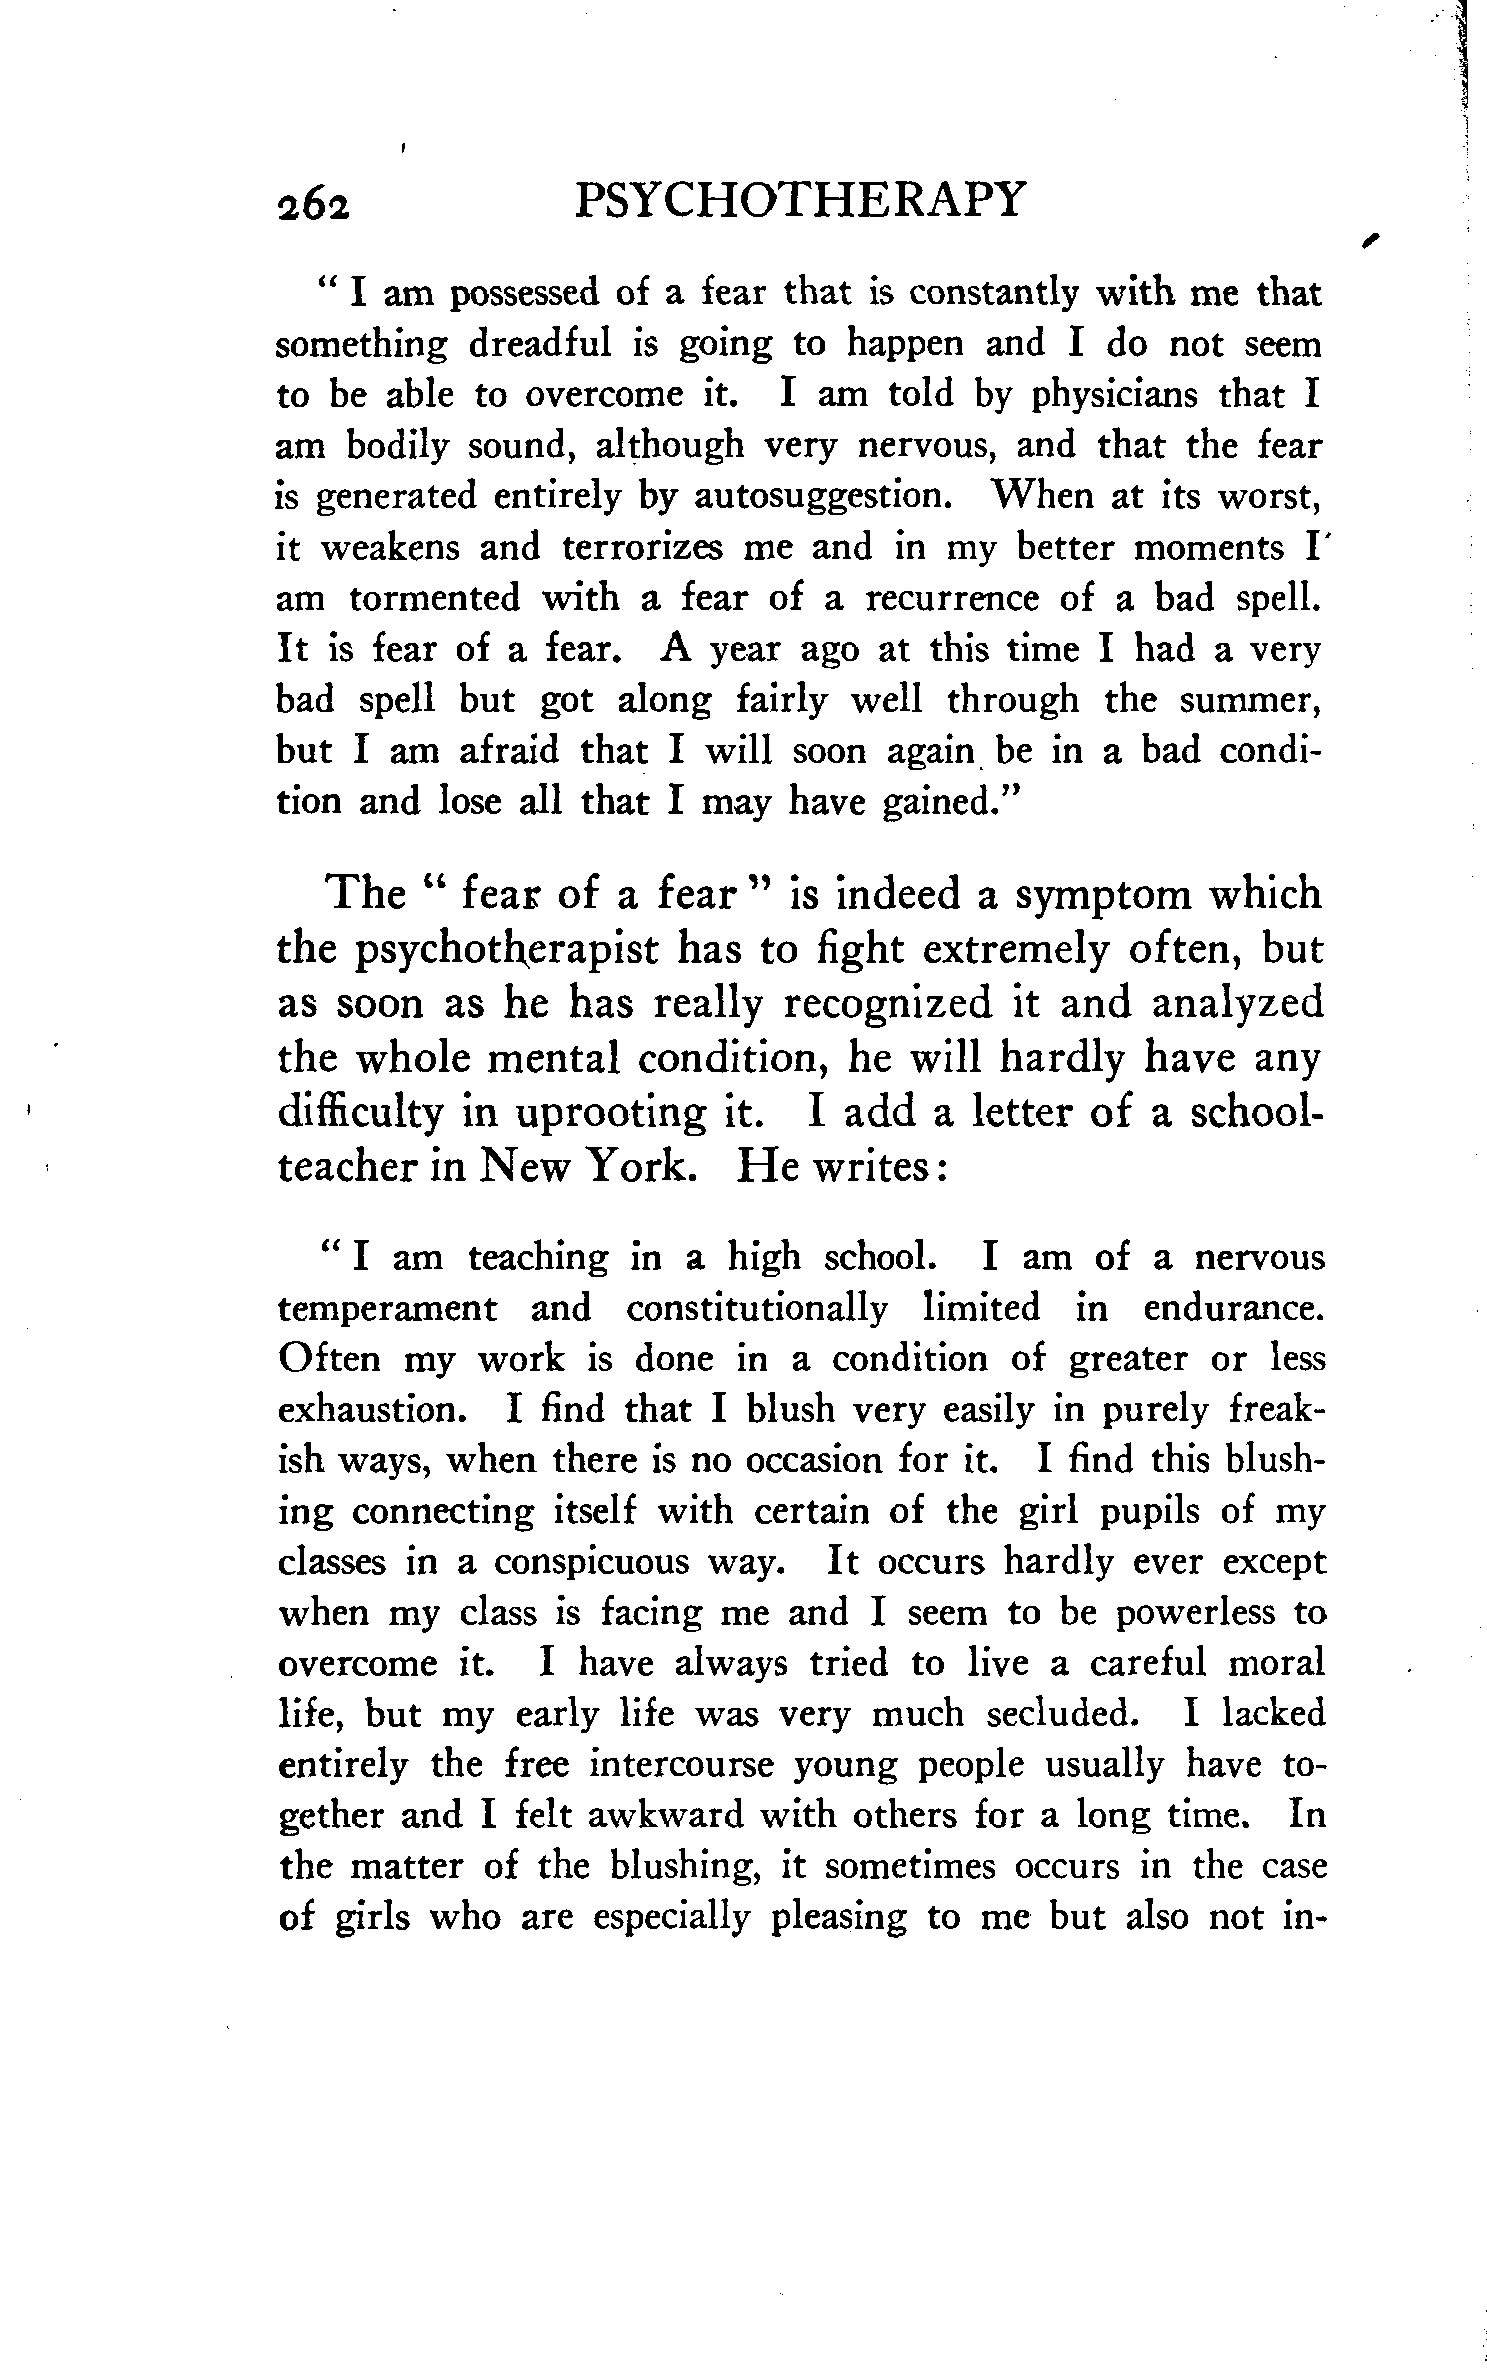 262 PSYCHOTHERAPY
“ I am possessed of a fear that is constantly with me that
something dreadful is going to happen and I do not seem
to be able to overcome it. I am told by physicians that I
am bodily sound, although very nervous, and that the fear
is generated entirely by autosuggestion. When at its worst,
it weakens and terrorizes me and in my better moments I
am tormented with a fear of a recurrence of a bad spell.
It is fear of a fear. A year ago at this time I had a very
bad spell but got along fairly well through the summer,
but I am afraid that I will soon again be in a bad condi-
tion and lose all that I may have gained.”
The “ fear of a fear ” is indeed a symptom which
the psychotherapist has to fight extremely often, but
as soon as he has really recognized it and analyzed
the whole mental condition, he will hardly have any
difficulty in uprooting it. I add a letter of a school-
teacher in New York. He writes:
“ I am teaching in a high school. I am of a nervous
temperament and constitutionally limited in endurance.
Often my work is done in a condition of greater or less
exhaustion. I find that I blush very easily in purely freak-
ish ways, when there is no occasion for it. I find this blush-
ing connecting itself with certain of the girl pupils of my
classes in a conspicuous way. It occurs hardly ever except
when my class is facing me and I seem to be powerless to
overcome it. I have always tried to live a careful moral
life, but my early life was very much secluded. I lacked
entirely the free intercourse young people usually have to-
gether and I felt awkward with others for a long time. In
the matter of the blushing, it sometimes occurs in the case
of girls who are especially pleasing to me but also not in-